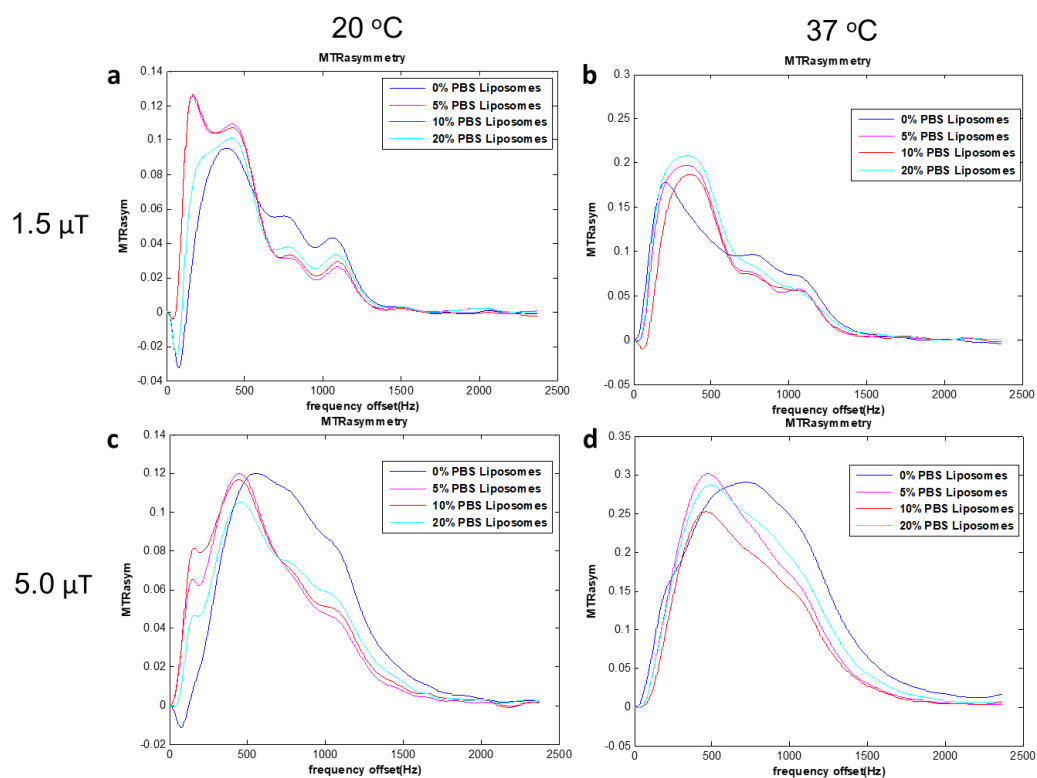 20 °C
37 °C
1.5 µT
5.0 µT
a
MTRasymmetry
0% PBS Liposomes
5% PBS Liposomes
10% PBS Liposomes
20% PBS Liposomes
MTRasym
0.14
0.12
0.1
0.08
0.06
0.04
0.02
0
-0.02
-0.04
0 500 1000 1500 2000 2500
frequency offset(Hz)
b
MTRasymmetry
0% PBS Liposomes
5% PBS Liposomes
10% PBS Liposomes
20% PBS Liposomes
MTRasym
0.3
0.25
0.2
0.15
0.1
0.05
0
-0.05
0 500 1000 1500 2000 2500
frequency offset(Hz)
c
MTRasymmetry
0% PBS Liposomes
5% PBS Liposomes
10% PBS Liposomes
20% PBS Liposomes
MTRasym
0.14
0.12
0.1
0.08
0.06
0.04
0.02
0
-0.02
0 500 1000 1500 2000 2500
frequency offset(Hz)
d
MTRasymmetry
0% PBS Liposomes
5% PBS Liposomes
10% PBS Liposomes
20% PBS Liposomes
MTRasym
0.35
0.3
0.25
0.2
0.15
0.1
0.05
0
-0.05
0 500 1000 1500 2000 2500
frequency offset(Hz)